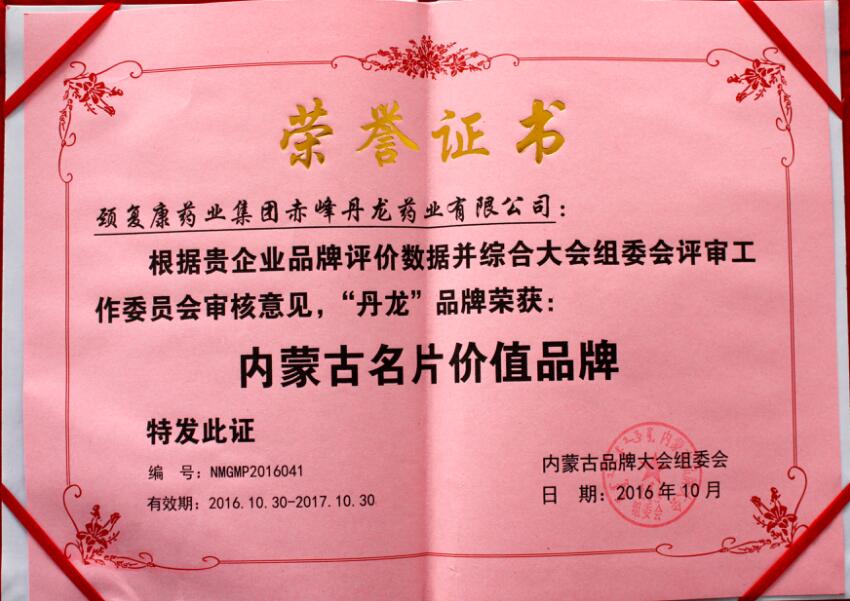 荣誉证书
颈复康药业集团赤峰丹龙药业有限公司：
根据贵企业品牌评价数据并综合大会组委会评审工
作委员会审核意见，“丹龙”品牌荣获：
内蒙古名片价值品牌
特发此证
编 号：NMGMP2016041
有效期：2016.10.30-2017.10.30
内蒙古品牌大会组委会
日 期：2016年10月
组委会